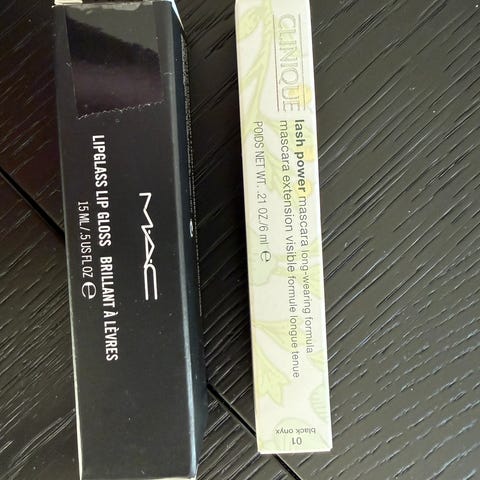 MAC
LIPGLASS LIP GLOSS BRILLANT À LÈVRES
15 ML / .5 US FL OZ ℮
CLINIQUE
lash power mascara long-wearing formula
mascara extension visible formule longue tenue
POIDS NET WT. .21 OZ./6 ml ℮
01
black onyx